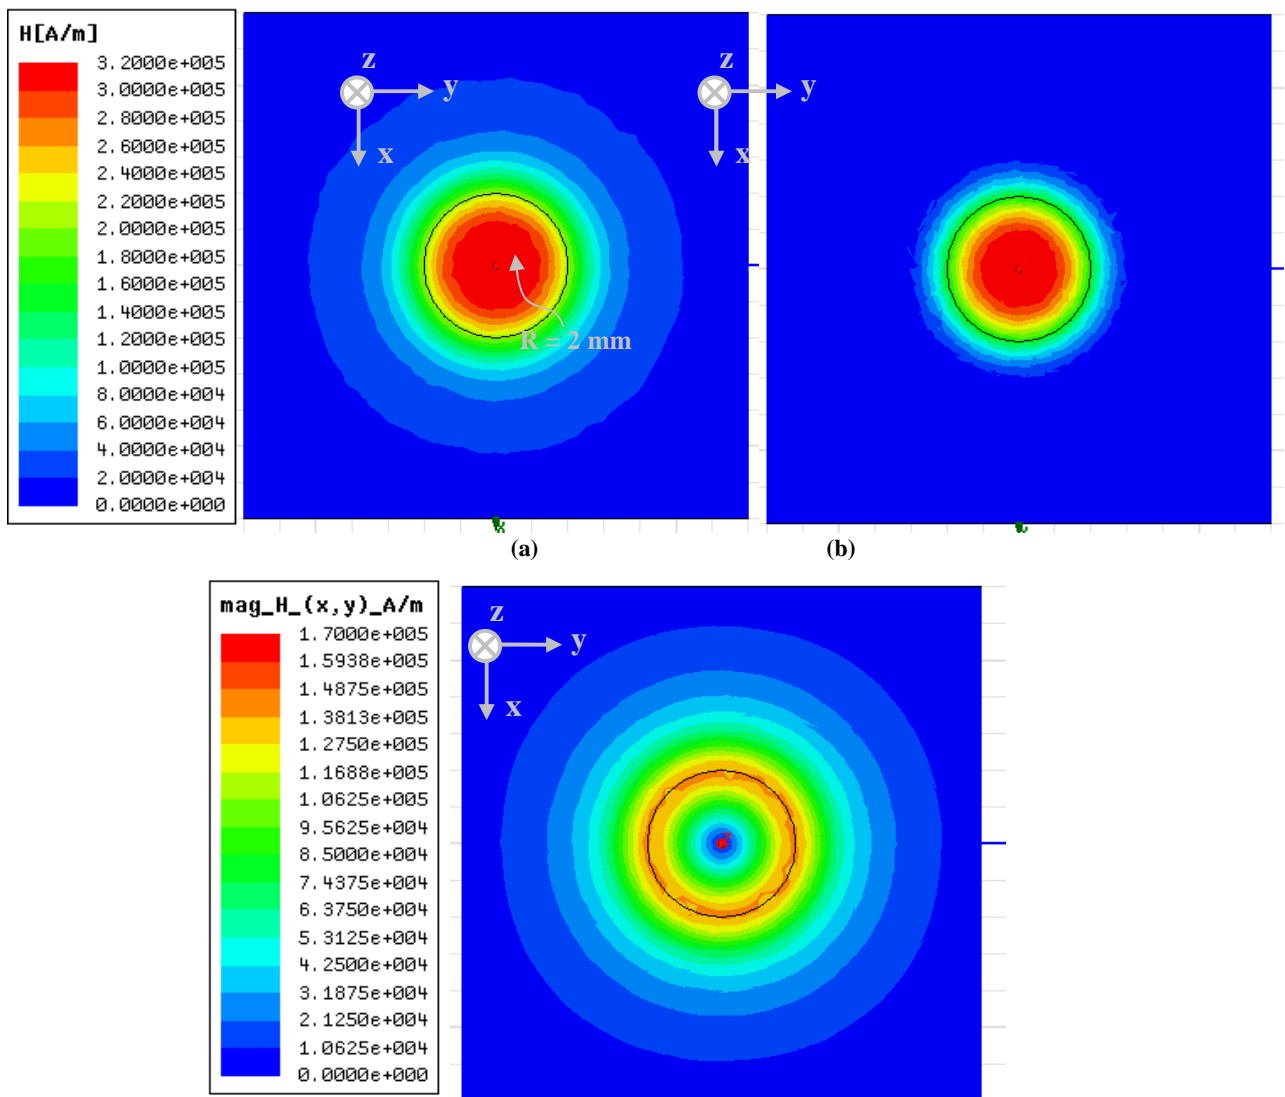 H[A/m]
3.2000e+005
3.0000e+005
2.8000e+005
2.6000e+005
2.4000e+005
2.2000e+005
2.0000e+005
1.8000e+005
1.6000e+005
1.4000e+005
1.2000e+005
1.0000e+005
8.0000e+004
6.0000e+004
4.0000e+004
2.0000e+004
0.0000e+000
z
y
x
R = 2 mm
z
y
x
(a)
(b)
mag_H_(x,y)_A/m
1.7000e+005
1.5938e+005
1.4875e+005
1.3813e+005
1.2750e+005
1.1688e+005
1.0625e+005
9.5625e+004
8.5000e+004
7.4375e+004
6.3750e+004
5.3125e+004
4.2500e+004
3.1875e+004
2.1250e+004
1.0625e+004
0.0000e+000
z
y
x